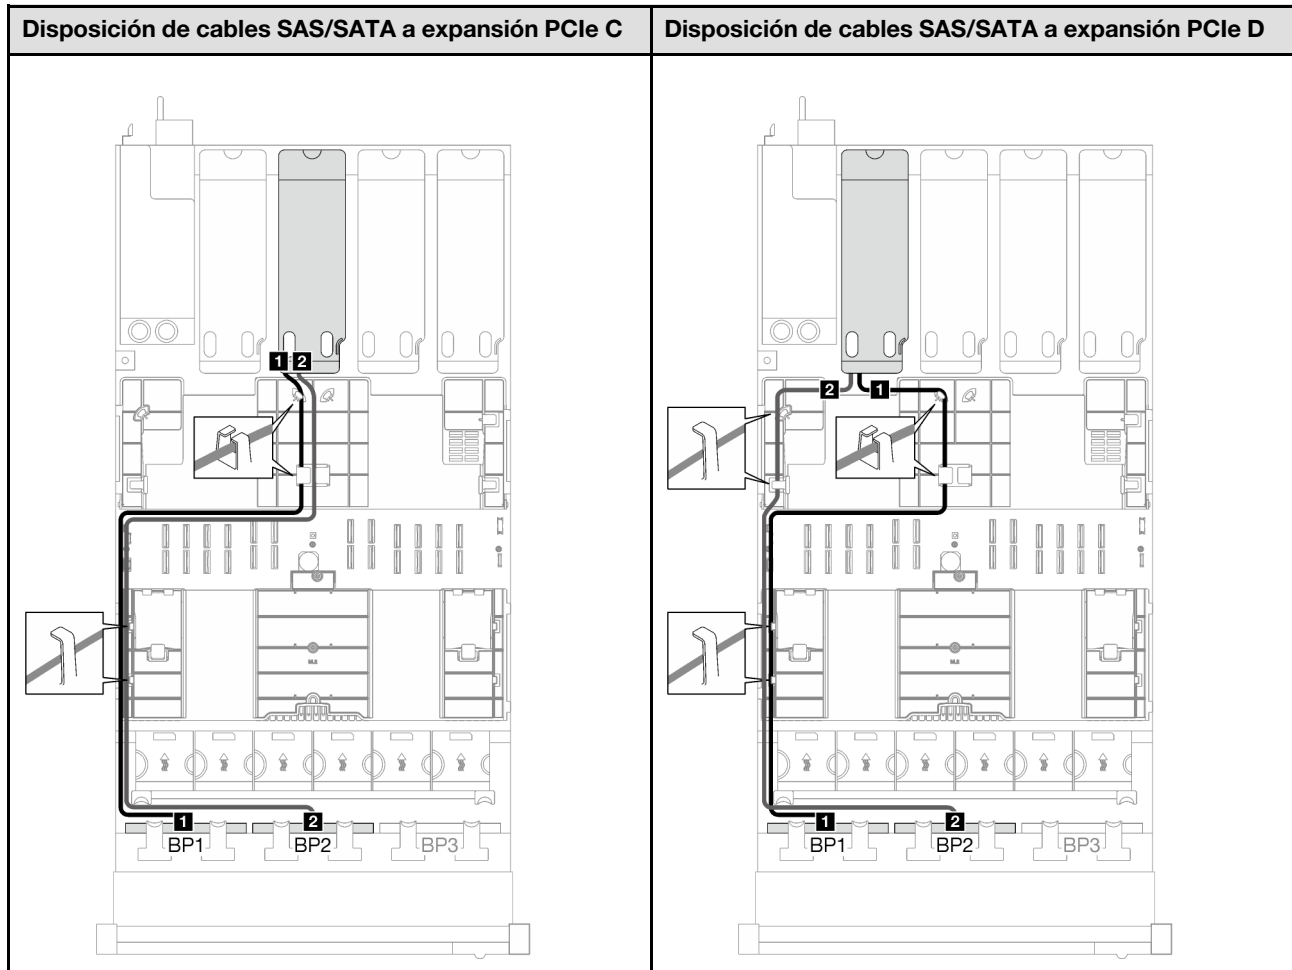 Disposición de cables SAS/SATA a expansión PCIe C
Disposición de cables SAS/SATA a expansión PCIe D
1 2
1 2
BP1 BP2 BP3
2 1
1 2
BP1 BP2 BP3